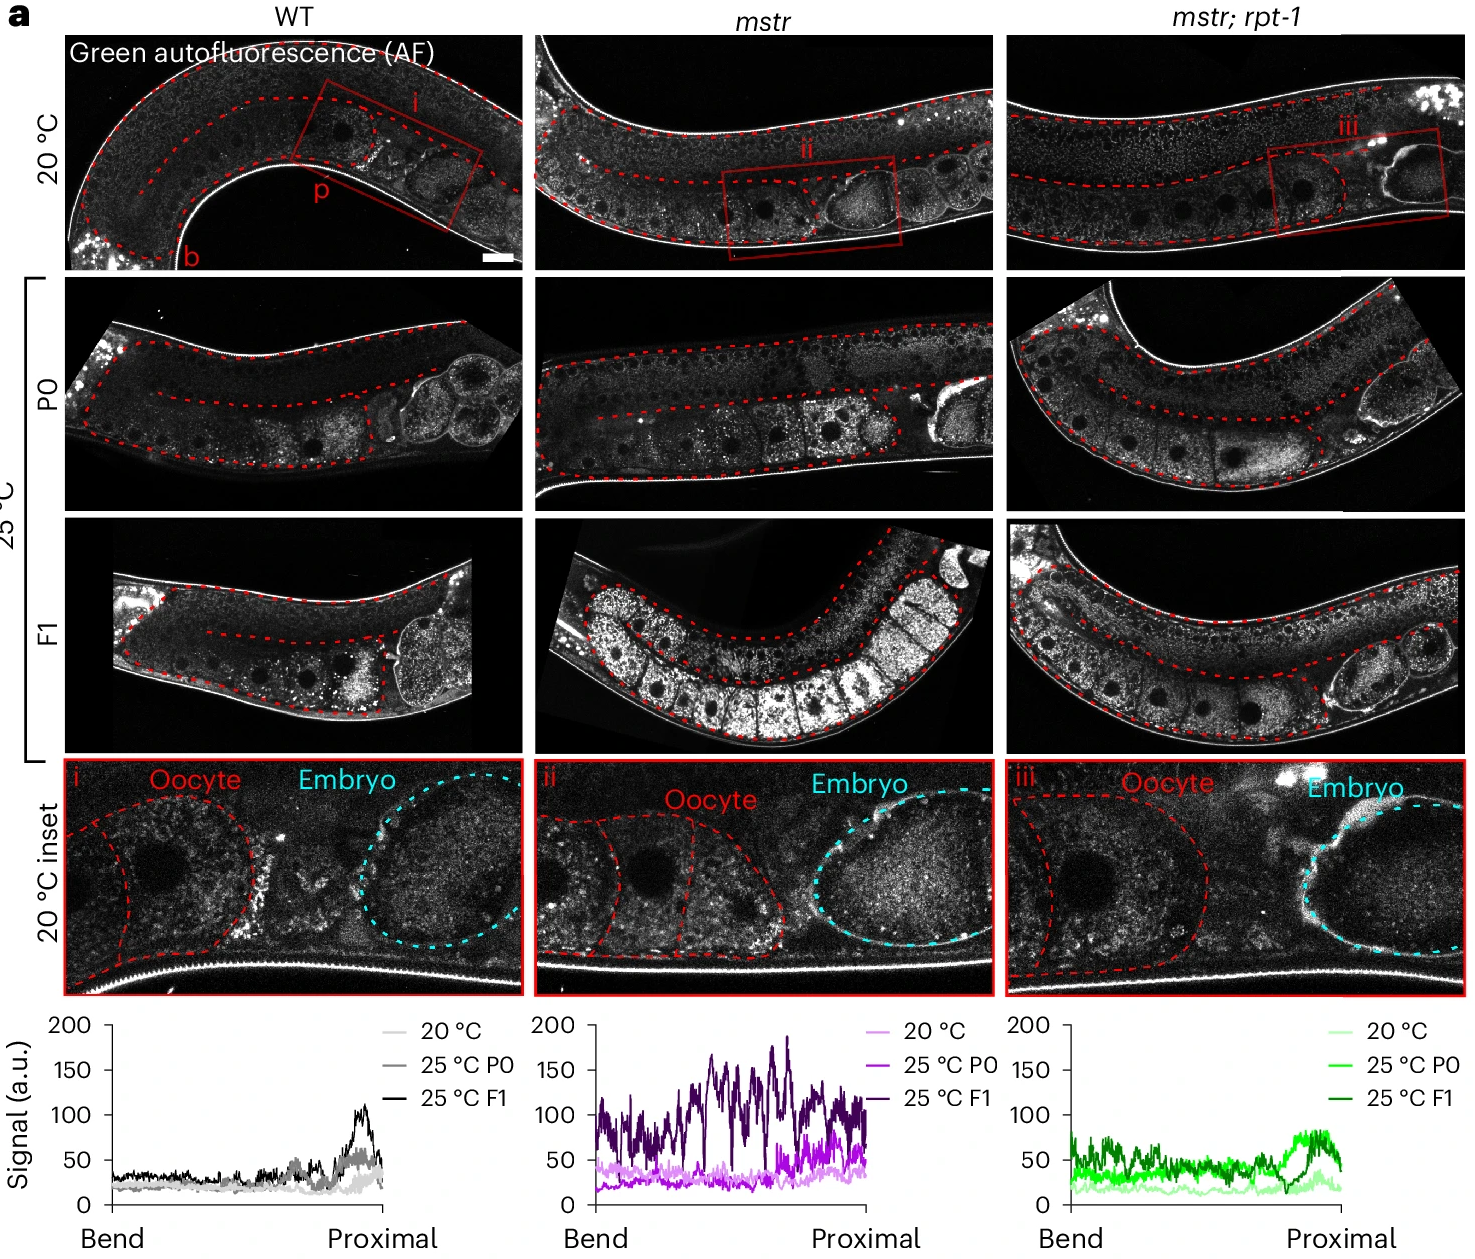 a
WT
mstr
mstr; rpt-1
Green autofluorescence (AF)
20 °C
i
p
b
ii
iii
25 °C
P0
F1
20 °C inset
i
Oocyte
Embryo
ii
Oocyte
Embryo
iii
Oocyte
Embryo
Signal (a.u.)
200
150
100
50
0
20 °C
25 °C P0
25 °C F1
Bend
Proximal
200
150
100
50
0
20 °C
25 °C P0
25 °C F1
Bend
Proximal
200
150
100
50
0
20 °C
25 °C P0
25 °C F1
Bend
Proximal